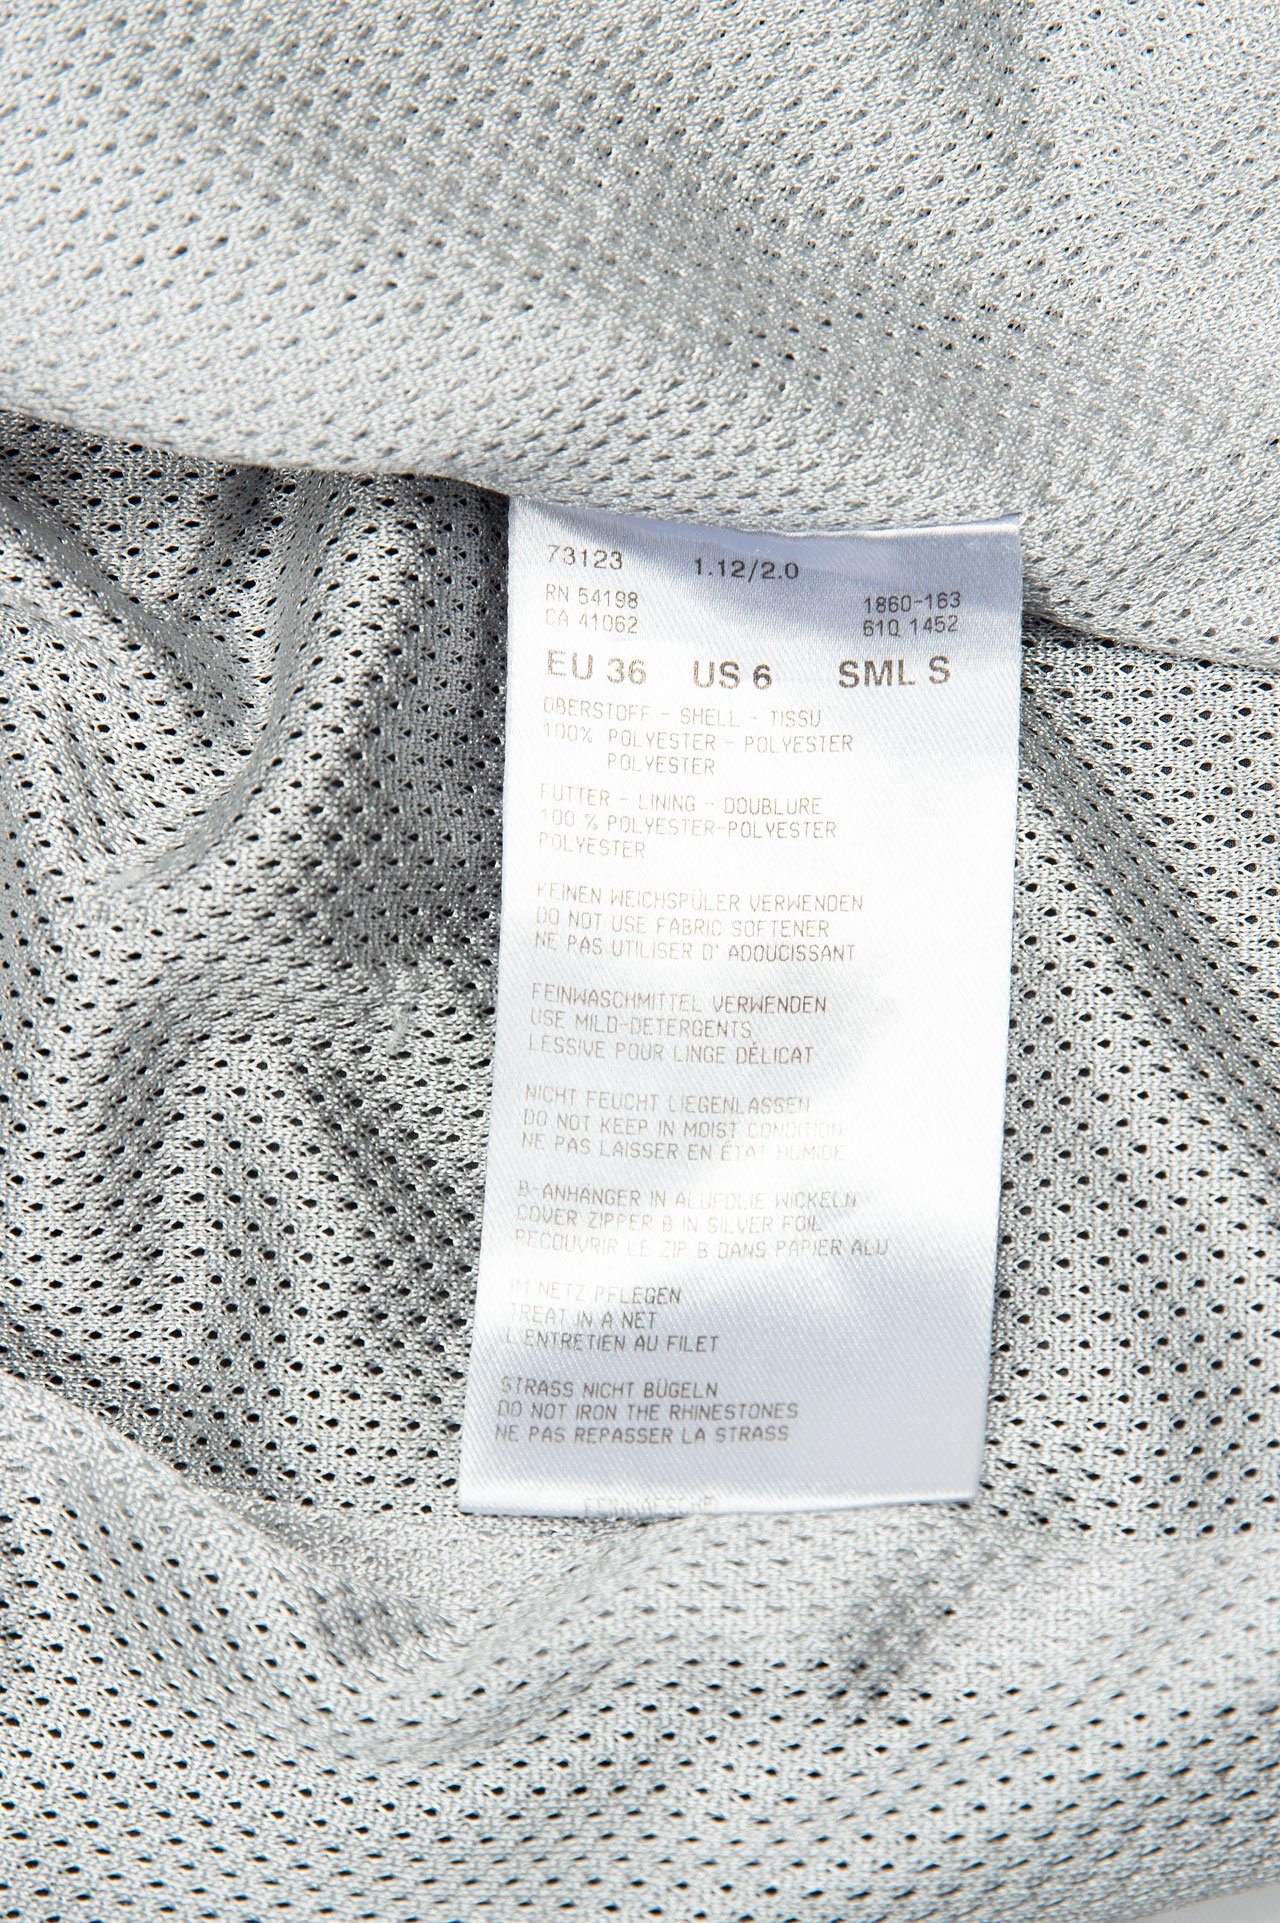 73123 1.12/2.0
RN 54198 1860-163
CA 41062 61Q 1452
EU 36 US 6 SML S
OBERSTOFF - SHELL - TISSU
100% POLYESTER - POLYESTER
POLYESTER
FUTTER - LINING - DOUBLURE
100 % POLYESTER-POLYESTER
POLYESTER
KEINEN WEICHSPÜLER VERWENDEN
DO NOT USE FABRIC SOFTENER
NE PAS UTILISER D' ADOUCISSANT
FEINWASCHMITTEL VERWENDEN
USE MILD-DETERGENTS
LESSIVE POUR LINGE DÉLICAT
NICHT FEUCHT LIEGENLASSEN
DO NOT KEEP IN MOIST CONDITION
NE PAS LAISSER EN ÉTAT HUMIDE
B-ANHÄNGER IN ALUFOLIE WICKELN
COVER ZIPPER B IN SILVER FOIL
RECOUVRIR LE ZIP B DANS PAPIER ALU
IM NETZ PFLEGEN
TREAT IN A NET
L'ENTRETIEN AU FILET
STRASS NICHT BÜGELN
DO NOT IRON THE RHINESTONES
NE PAS REPASSER LA STRASS